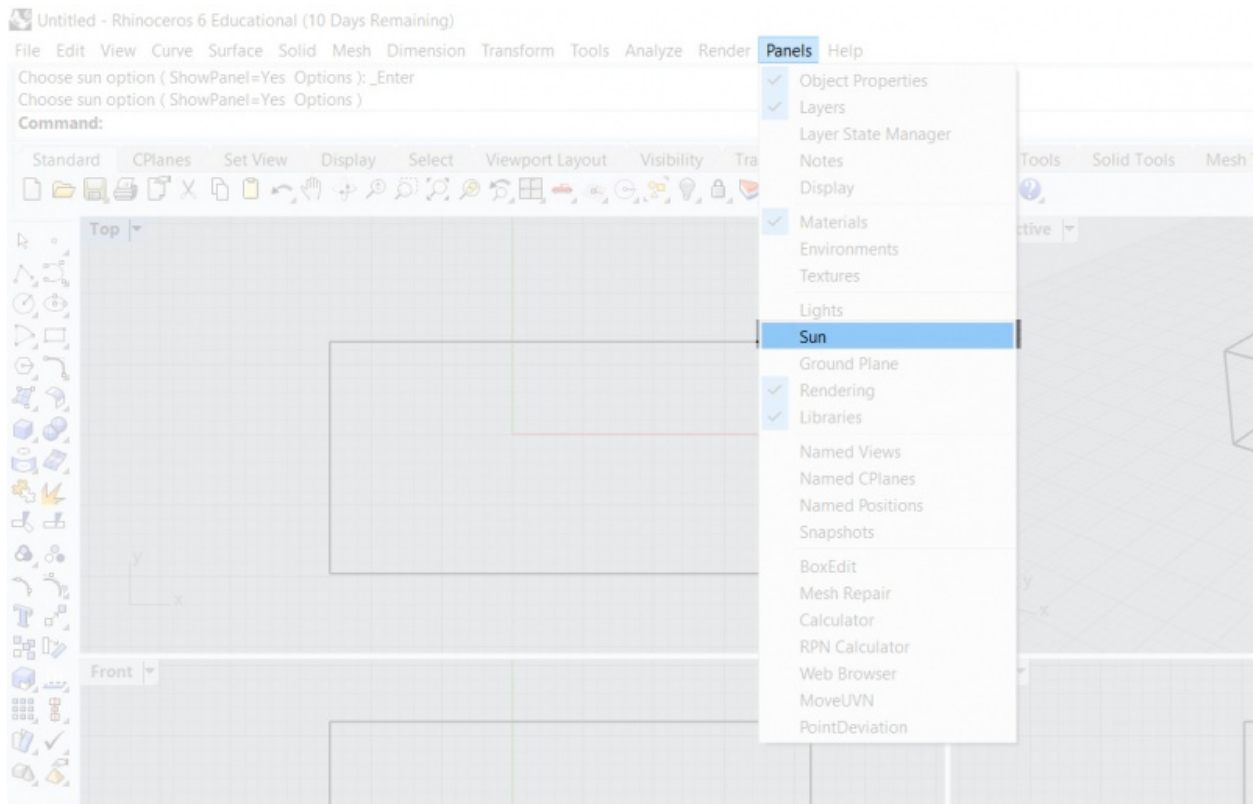 Untitled - Rhinoceros 6 Educational (10 Days Remaining)
File Edit View Curve Surface Solid Mesh Dimension Transform Tools Analyze Render Panels Help
Choose sun option ( ShowPanel=Yes Options ): _Enter
Choose sun option ( ShowPanel=Yes Options )
Command:
Standard CPlanes Set View Display Select Viewport Layout Visibility Tra Tools Solid Tools Mesh
Object Properties
Layers
Layer State Manager
Notes
Display
Materials
Environments
Textures
Lights
Sun
Ground Plane
Rendering
Libraries
Named Views
Named CPlanes
Named Positions
Snapshots
BoxEdit
Mesh Repair
Calculator
RPN Calculator
Web Browser
MoveUVN
PointDeviation
Top
ctive
y
x
y
x
Front